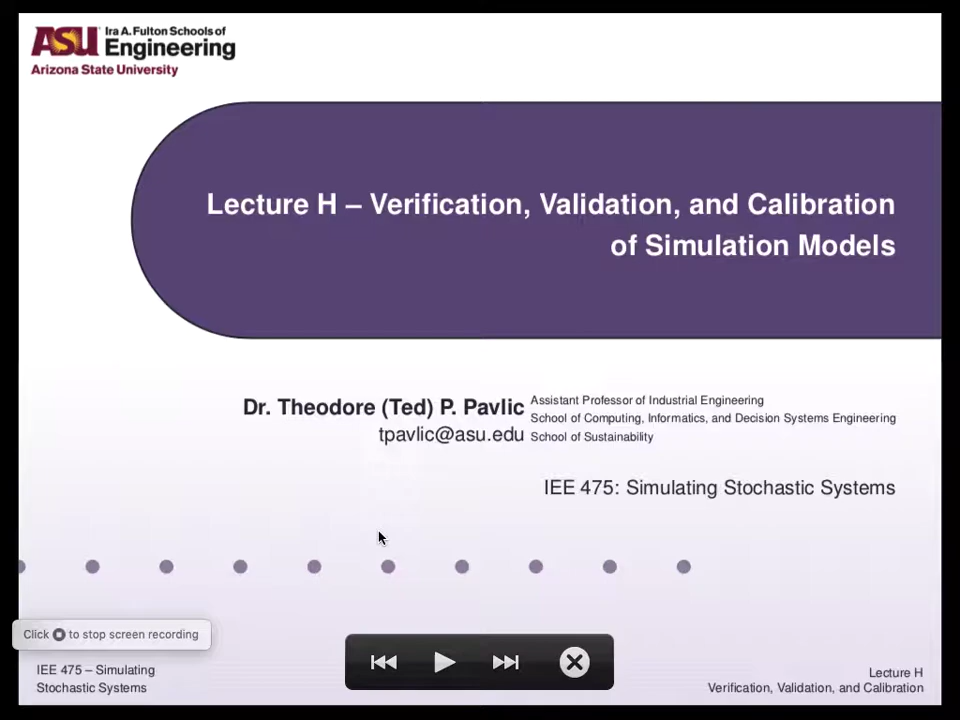 ASU Ira A. Fulton Schools of
Engineering
Arizona State University
Lecture H – Verification, Validation, and Calibration
of Simulation Models
Dr. Theodore (Ted) P. Pavlic
tpavlic@asu.edu
Assistant Professor of Industrial Engineering
School of Computing, Informatics, and Decision Systems Engineering
School of Sustainability
IEE 475: Simulating Stochastic Systems
Click to stop screen recording
IEE 475 – Simulating
Stochastic Systems
Lecture H
Verification, Validation, and Calibration